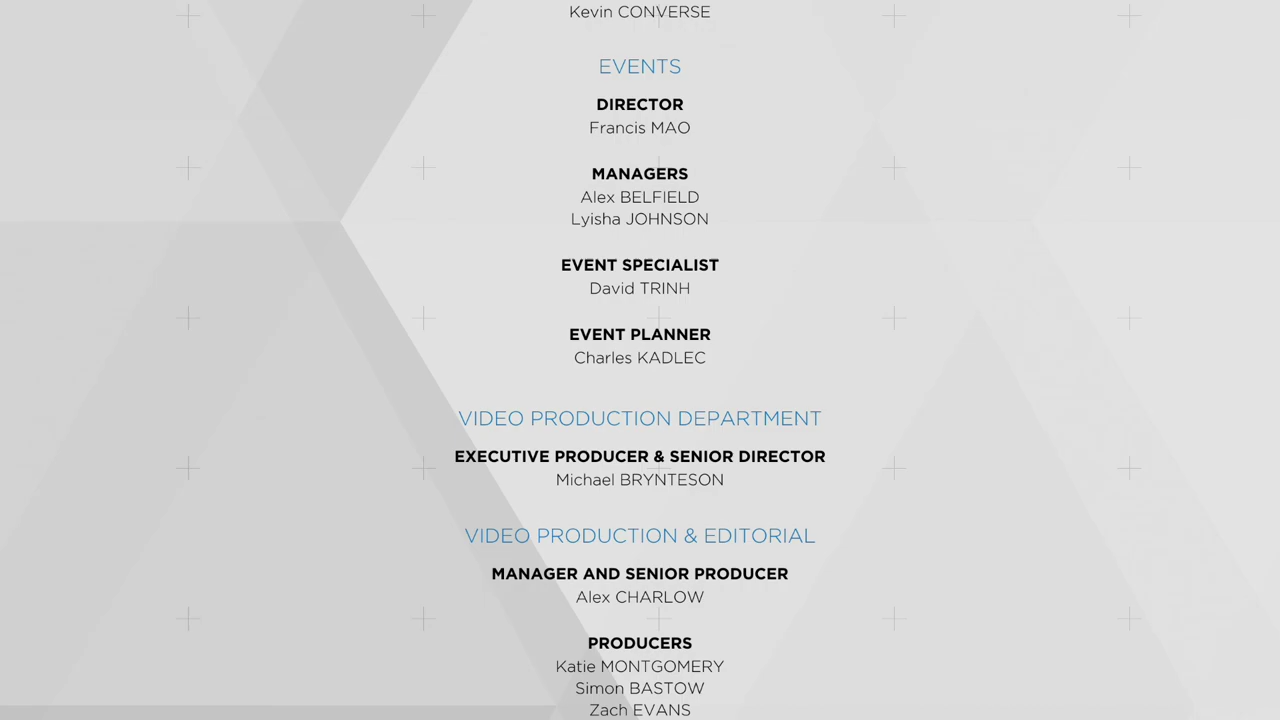 Kevin CONVERSE
EVENTS
DIRECTOR
Francis MAO
MANAGERS
Alex BELFIELD
Lyisha JOHNSON
EVENT SPECIALIST
David TRINH
EVENT PLANNER
Charles KADLEC
VIDEO PRODUCTION DEPARTMENT
EXECUTIVE PRODUCER & SENIOR DIRECTOR
Michael BRYNTESON
VIDEO PRODUCTION & EDITORIAL
MANAGER AND SENIOR PRODUCER
Alex CHARLOW
PRODUCERS
Katie MONTGOMERY
Simon BASTOW
Zach EVANS